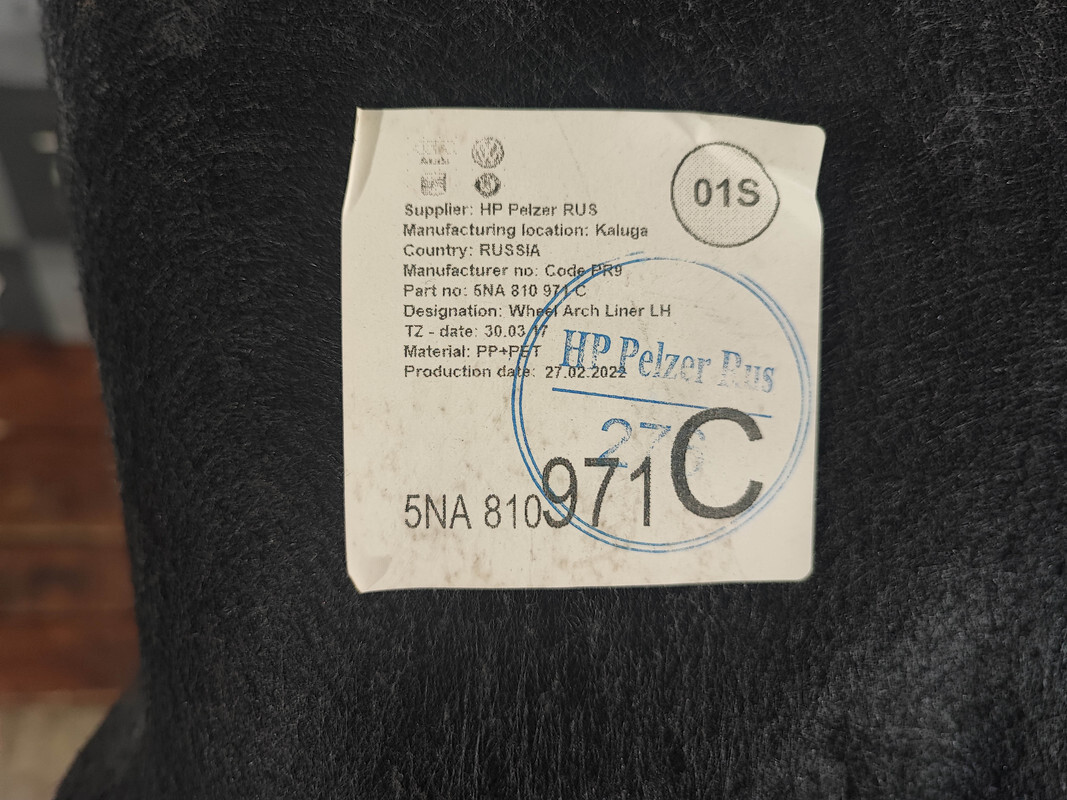 01S
Supplier: HP Pelzer RUS
Manufacturing location: Kaluga
Country: RUSSIA
Manufacturer no: Code PR9
Part no: 5NA 810 971 C
Designation: Wheel Arch Liner LH
TZ - date: 30.03.17
Material: PP+PET
Production date: 27.02.2022
HP Pelzer Rus
5NA 810 971 C